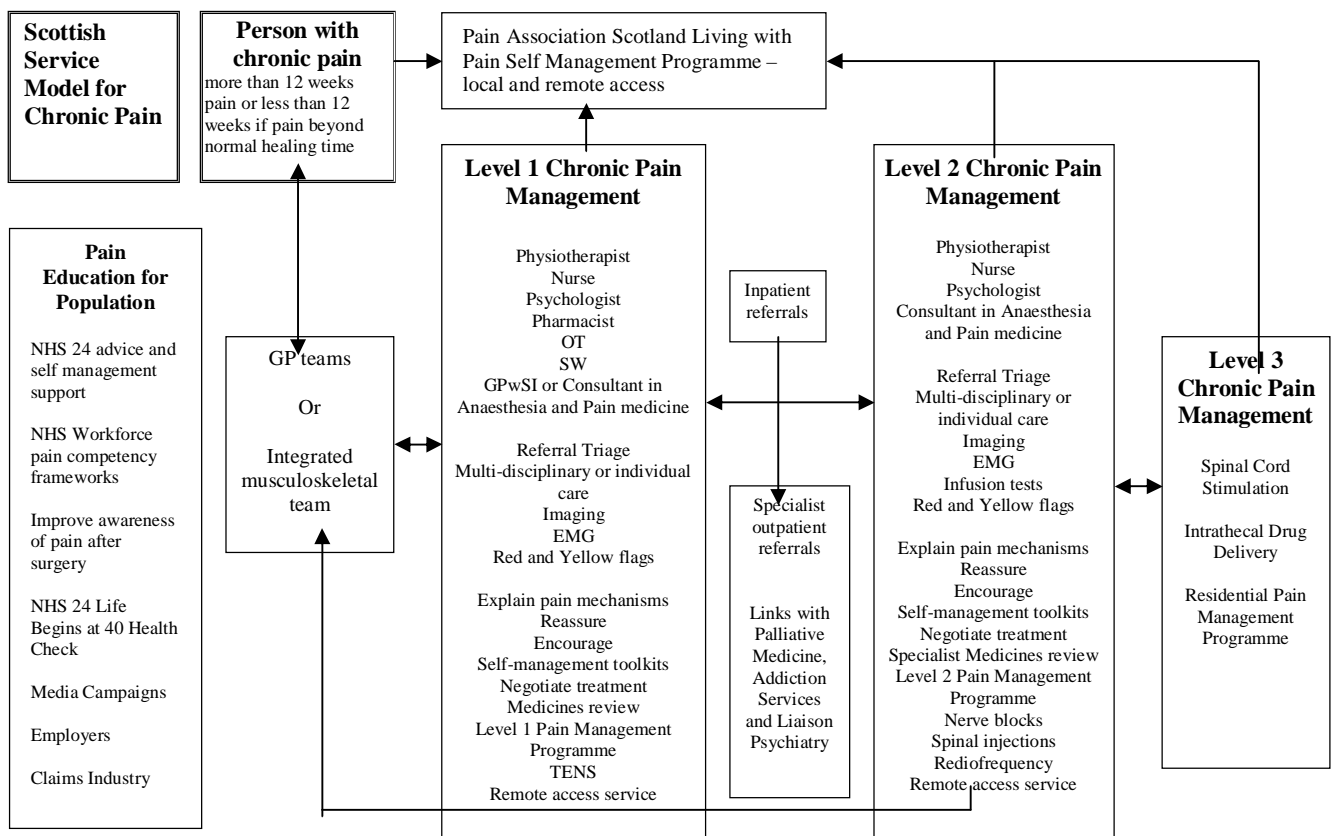 Scottish
Service
Model for
Chronic Pain
Person with
chronic pain
more than 12 weeks
pain or less than 12
weeks if pain beyond
normal healing time
Pain Association Scotland Living with
Pain Self Management Programme –
local and remote access
Pain
Education for
Population
NHS 24 advice and
self management
support
NHS Workforce
pain competency
frameworks
Improve awareness
of pain after
surgery
NHS 24 Life
Begins at 40 Health
Check
Media Campaigns
Employers
Claims Industry
GP teams
Or
Integrated
musculoskeletal
team
Level 1 Chronic Pain
Management
Physiotherapist
Nurse
Psychologist
Pharmacist
OT
SW
GPwSI or Consultant in
Anaesthesia and Pain medicine
Referral Triage
Multi-disciplinary or individual
care
Imaging
EMG
Red and Yellow flags
Explain pain mechanisms
Reassure
Encourage
Self-management toolkits
Negotiate treatment
Medicines review
Level 1 Pain Management
Programme
TENS
Remote access service
Inpatient
referrals
Specialist
outpatient
referrals
Links with
Palliative
Medicine,
Addiction
Services
and Liaison
Psychiatry
Level 2 Chronic Pain
Management
Physiotherapist
Nurse
Psychologist
Consultant in Anaesthesia
and Pain medicine
Referral Triage
Multi-disciplinary or
individual care
Imaging
EMG
Infusion tests
Red and Yellow flags
Explain pain mechanisms
Reassure
Encourage
Self-management toolkits
Negotiate treatment
Specialist Medicines review
Level 2 Pain Management
Programme
Nerve blocks
Spinal injections
Rediofrequency
Remote access service
Level 3
Chronic Pain
Management
Spinal Cord
Stimulation
Intrathecal Drug
Delivery
Residential Pain
Management
Programme